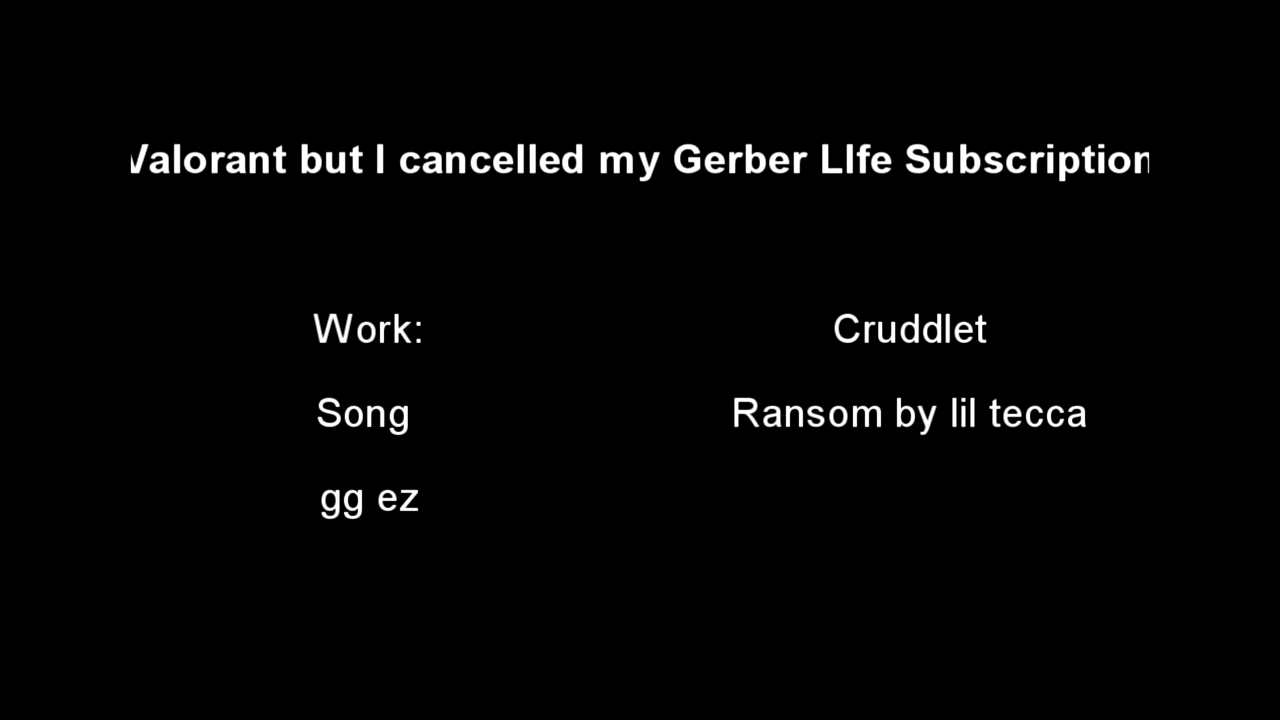 Valorant but I cancelled my Gerber LIfe Subscription
Work: Cruddlet
Song Ransom by lil tecca
gg ez